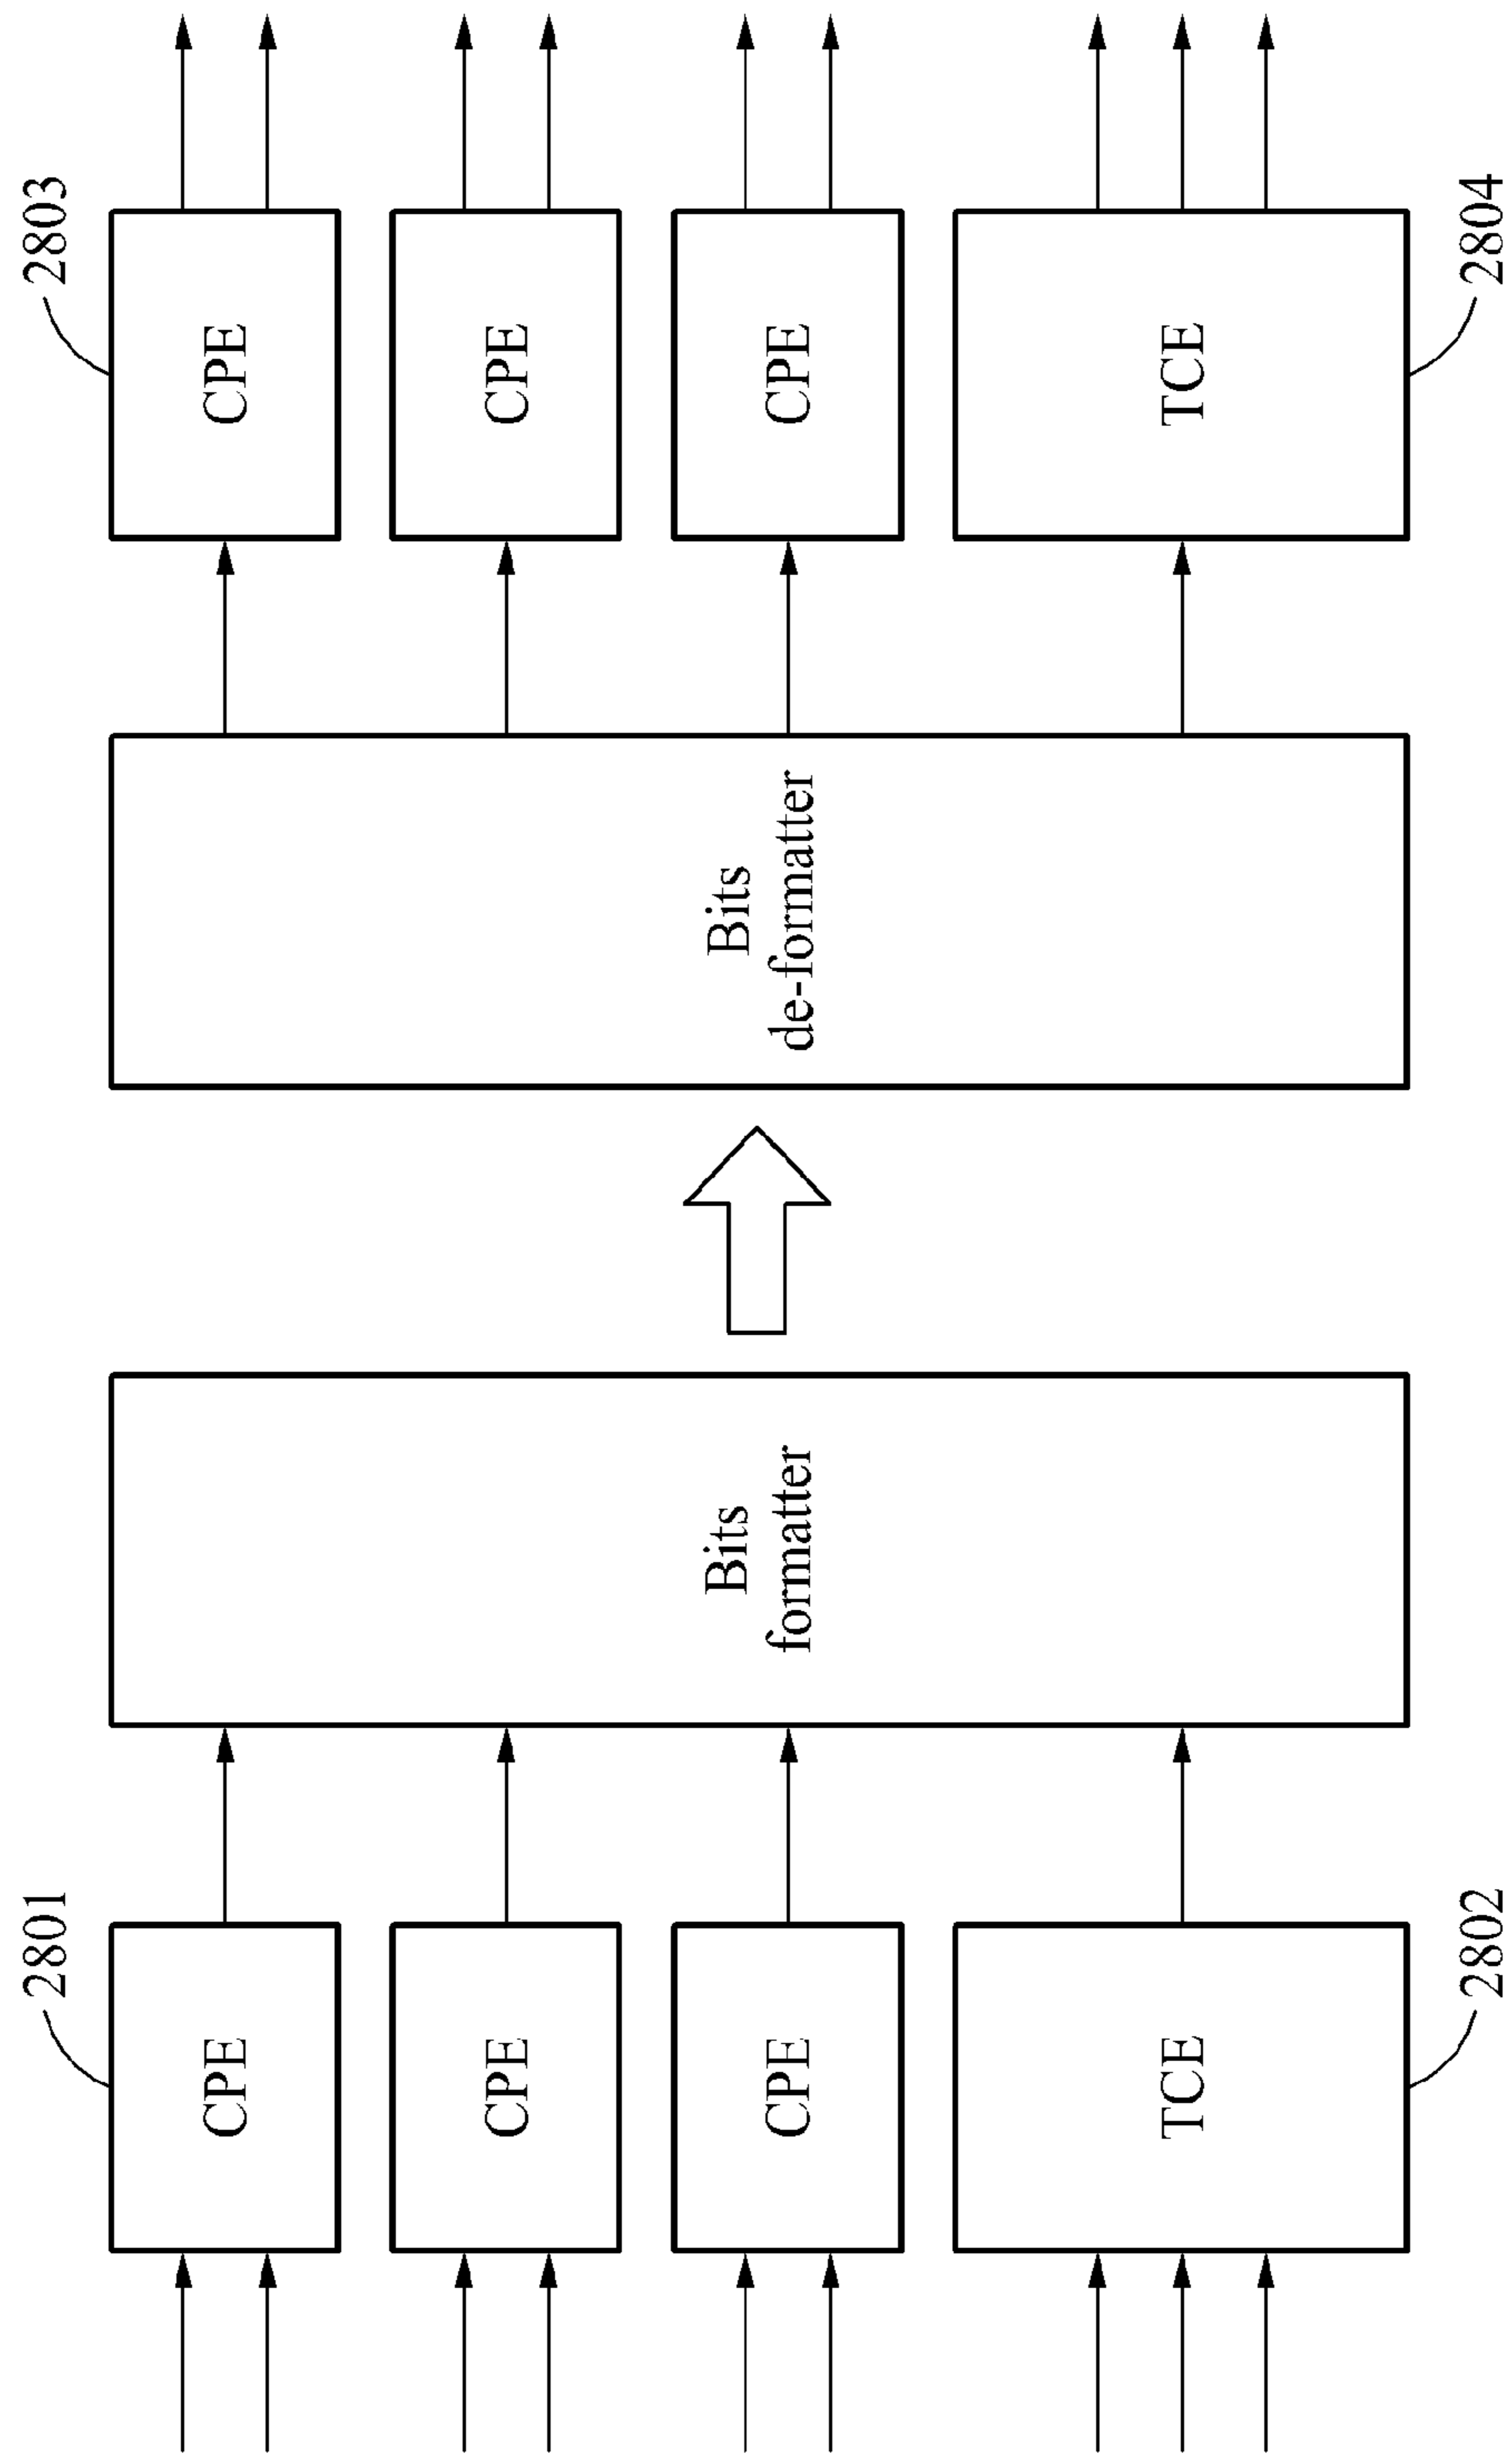 2801
CPE
CPE
CPE
TCE
2802
Bits
formatter
Bits
de-formatter
2803
CPE
CPE
CPE
TCE
2804